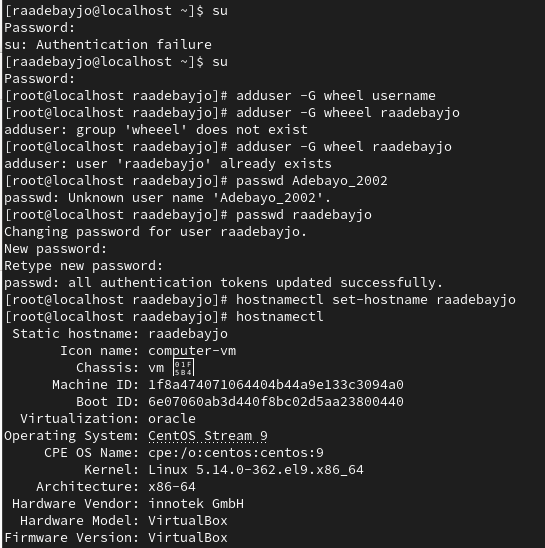 [raadebayjo@localhost ~]$ su
Password:
su: Authentication failure
[raadebayjo@localhost ~]$ su
Password:
[root@localhost raadebayjo]# adduser -G wheel username
[root@localhost raadebayjo]# adduser -G wheeel raadebayjo
adduser: group 'wheeel' does not exist
[root@localhost raadebayjo]# adduser -G wheel raadebayjo
adduser: user 'raadebayjo' already exists
[root@localhost raadebayjo]# passwd Adebayo_2002
passwd: Unknown user name 'Adebayo_2002'.
[root@localhost raadebayjo]# passwd raadebayjo
Changing password for user raadebayjo.
New password:
Retype new password:
passwd: all authentication tokens updated successfully.
[root@localhost raadebayjo]# hostnamectl set-hostname raadebayjo
[root@localhost raadebayjo]# hostnamectl
Static hostname: raadebayjo
Icon name: computer-vm
Chassis: vm 01F5B4
Machine ID: 1f8a474071064404b44a9e133c3094a0
Boot ID: 6e07060ab3d440f8bc02d5aa23800440
Virtualization: oracle
Operating System: CentOS Stream 9
CPE OS Name: cpe:/o:centos:centos:9
Kernel: Linux 5.14.0-362.el9.x86_64
Architecture: x86-64
Hardware Vendor: innotek GmbH
Hardware Model: VirtualBox
Firmware Version: VirtualBox